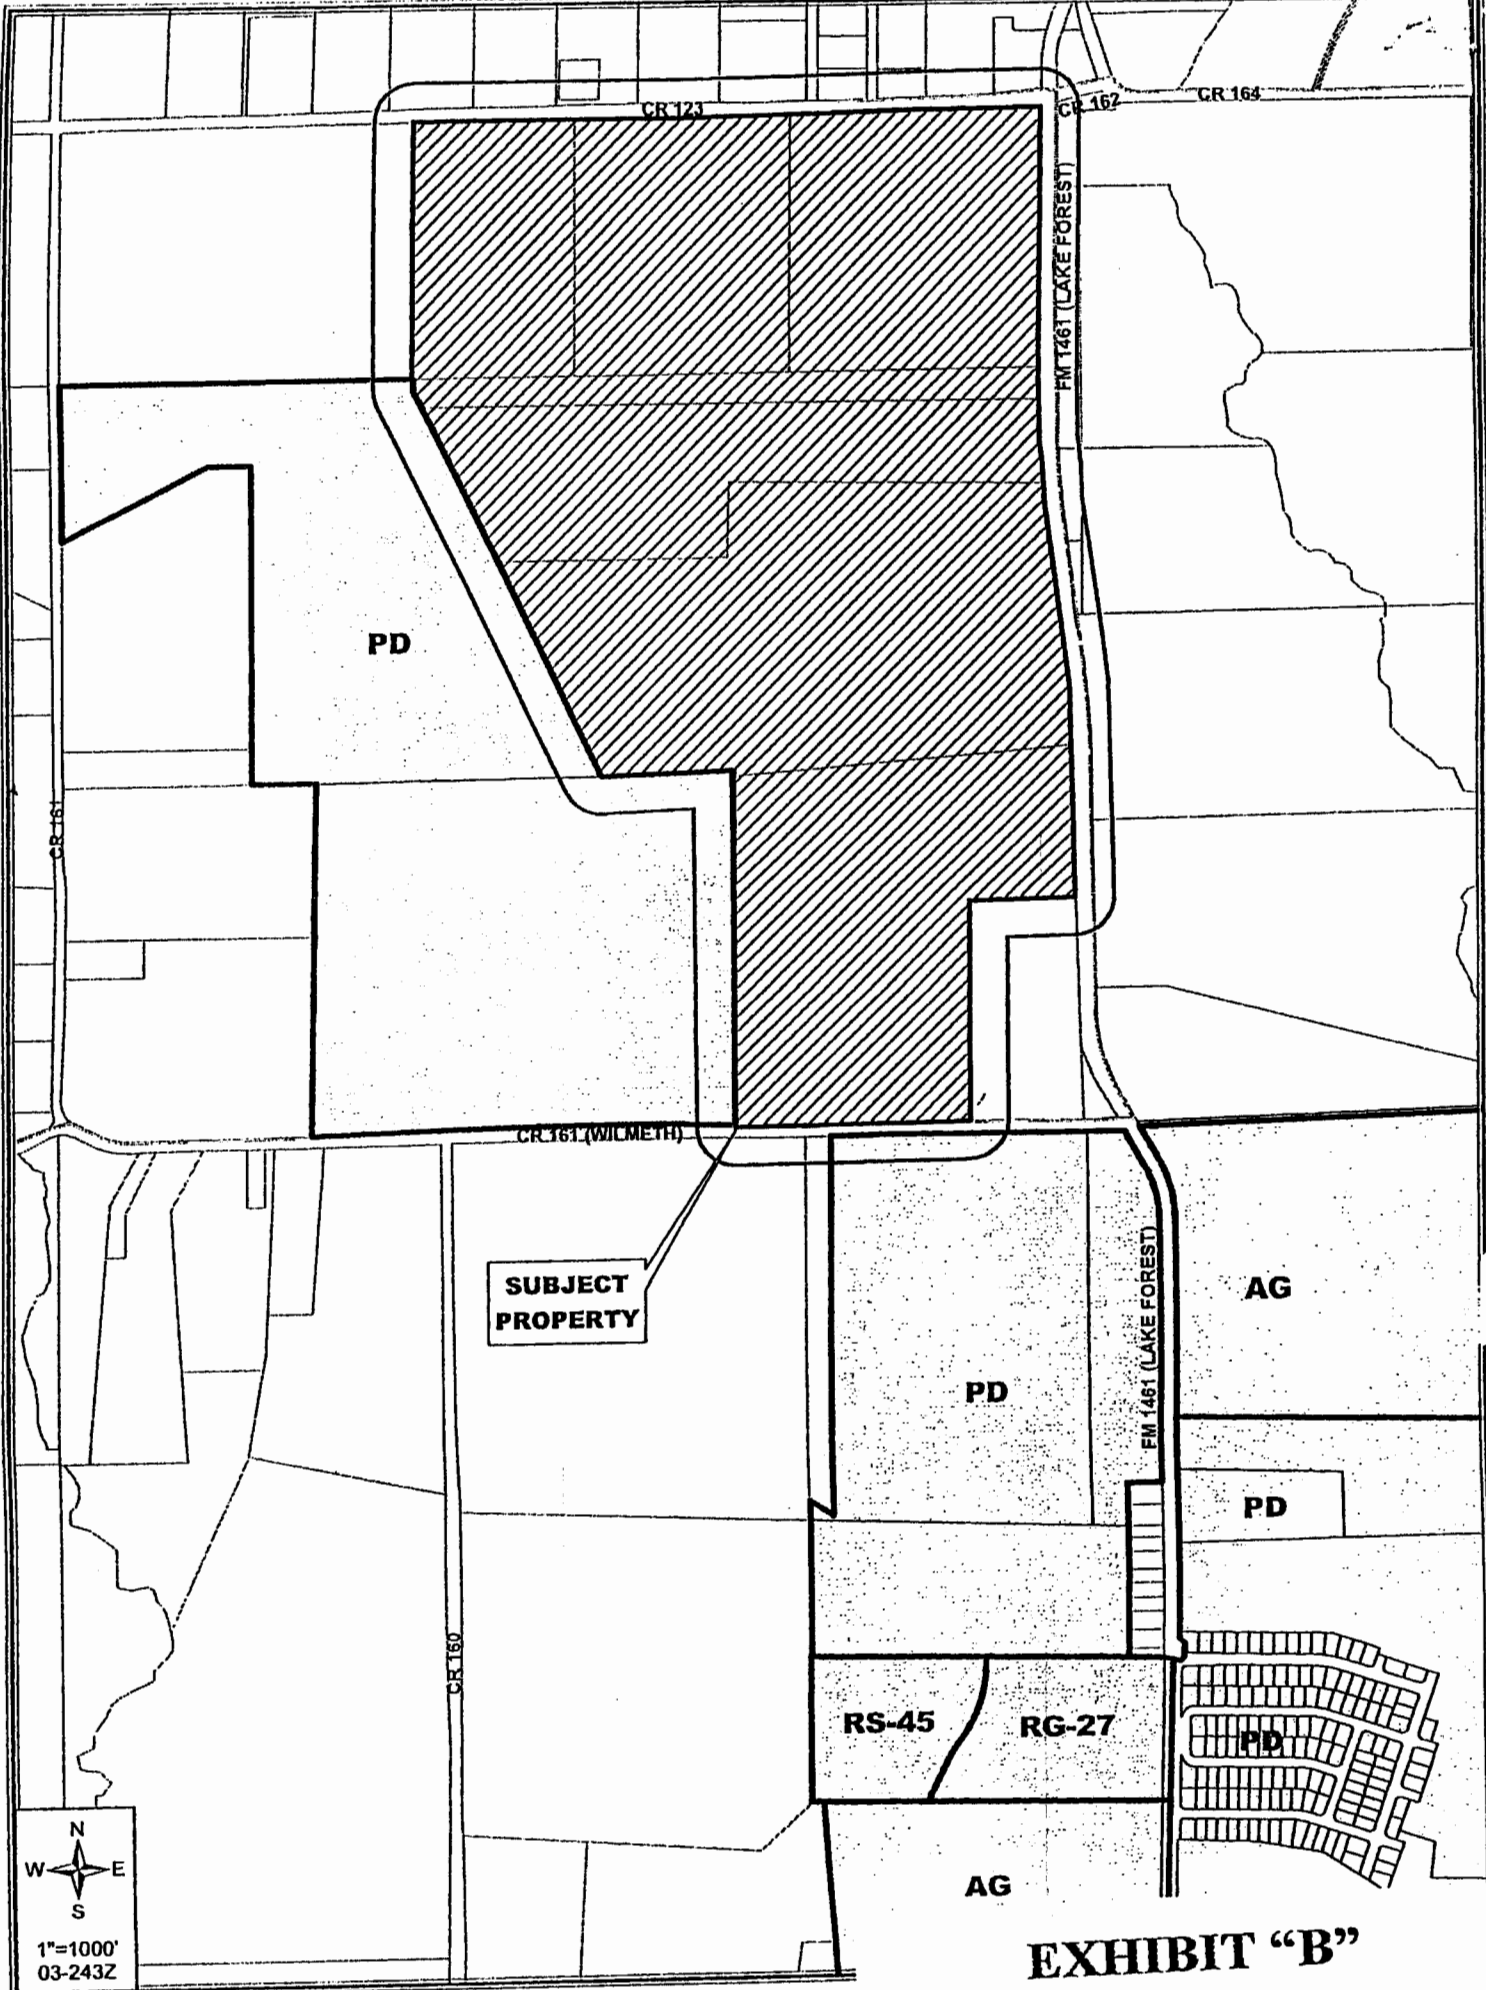 CR 123
CR 162
CR 164
FM 1461 (LAKE FOREST)
PD
CR 161
CR 161 (WILMETH)
SUBJECT
PROPERTY
AG
FM 1461 (LAKE FOREST)
PD
PD
CR 160
RS-45
RG-27
PD
N
W
E
S
AG
1"=1000'
03-243Z
EXHIBIT “B”